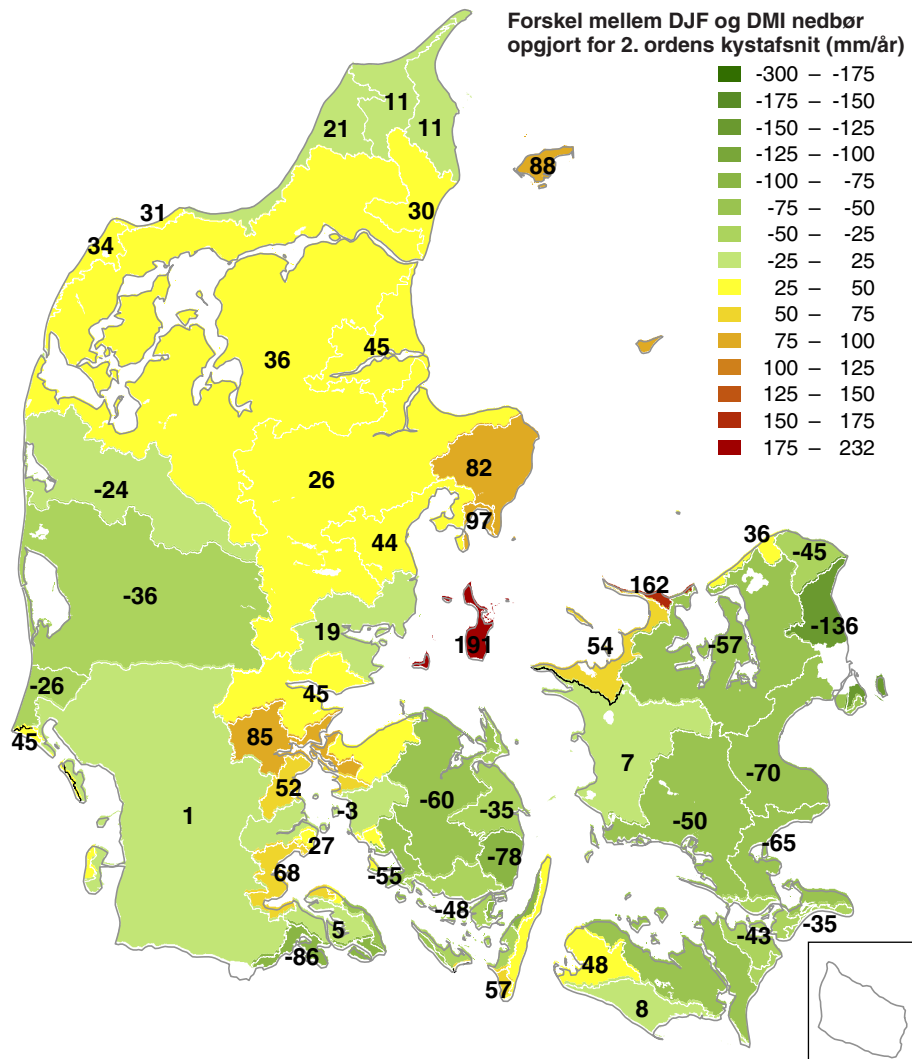 Forskel mellem DJF og DMI nedbør
opgjort for 2. ordens kystafsnit (mm/år)
-300 – -175
-175 – -150
-150 – -125
-125 – -100
-100 – -75
-75 – -50
-50 – -25
-25 – 25
25 – 50
50 – 75
75 – 100
100 – 125
125 – 150
150 – 175
175 – 232
11
21
11
88
31
30
34
36
45
82
26
-24
97
44
36
-45
162
-36
19
-136
191
54
-57
-26
45
45
85
7
-70
52
1
-3
-60
-35
-50
27
-65
-78
68
-55
-48
-35
5
-43
-86
48
57
8